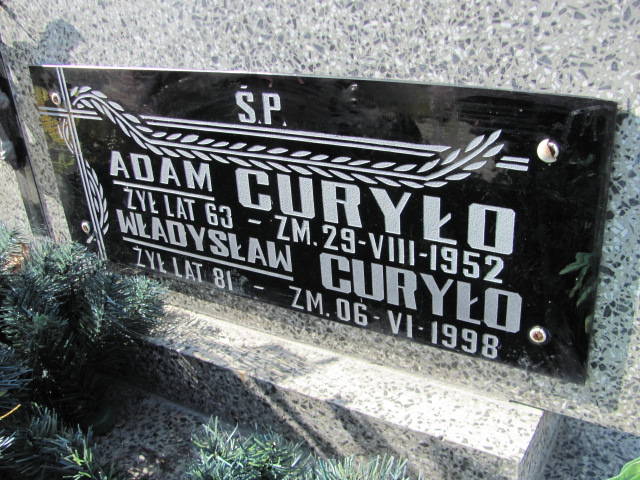 Ś.P.
ADAM CURYŁO
ŻYŁ LAT 63 - ZM. 29-VIII-1952
WŁADYSŁAW CURYŁO
ŻYŁ LAT 81 - ZM. 06-VI-1998